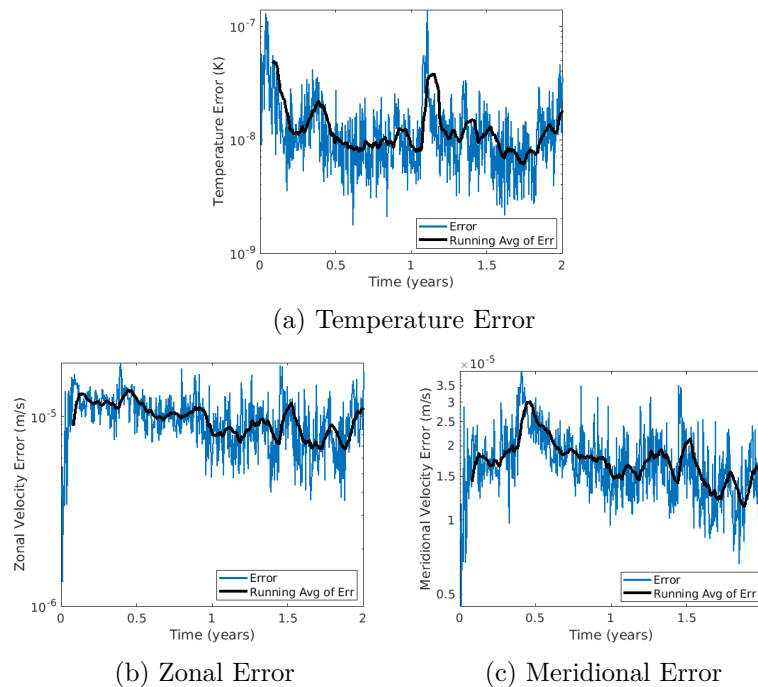 10^-7
10^-8
10^-9
Temperature Error (K)
Error
Running Avg of Err
0 0.5 1 1.5 2
Time (years)
(a) Temperature Error
10^-5
10^-6
Zonal Velocity Error (m/s)
Error
Running Avg of Err
0 0.5 1 1.5 2
Time (years)
(b) Zonal Error
×10^-5
3.5
3
2.5
2
1.5
1
0.5
Meridional Velocity Error (m/s)
Error
Running Avg of Err
0 0.5 1 1.5
Time (years)
(c) Meridional Error